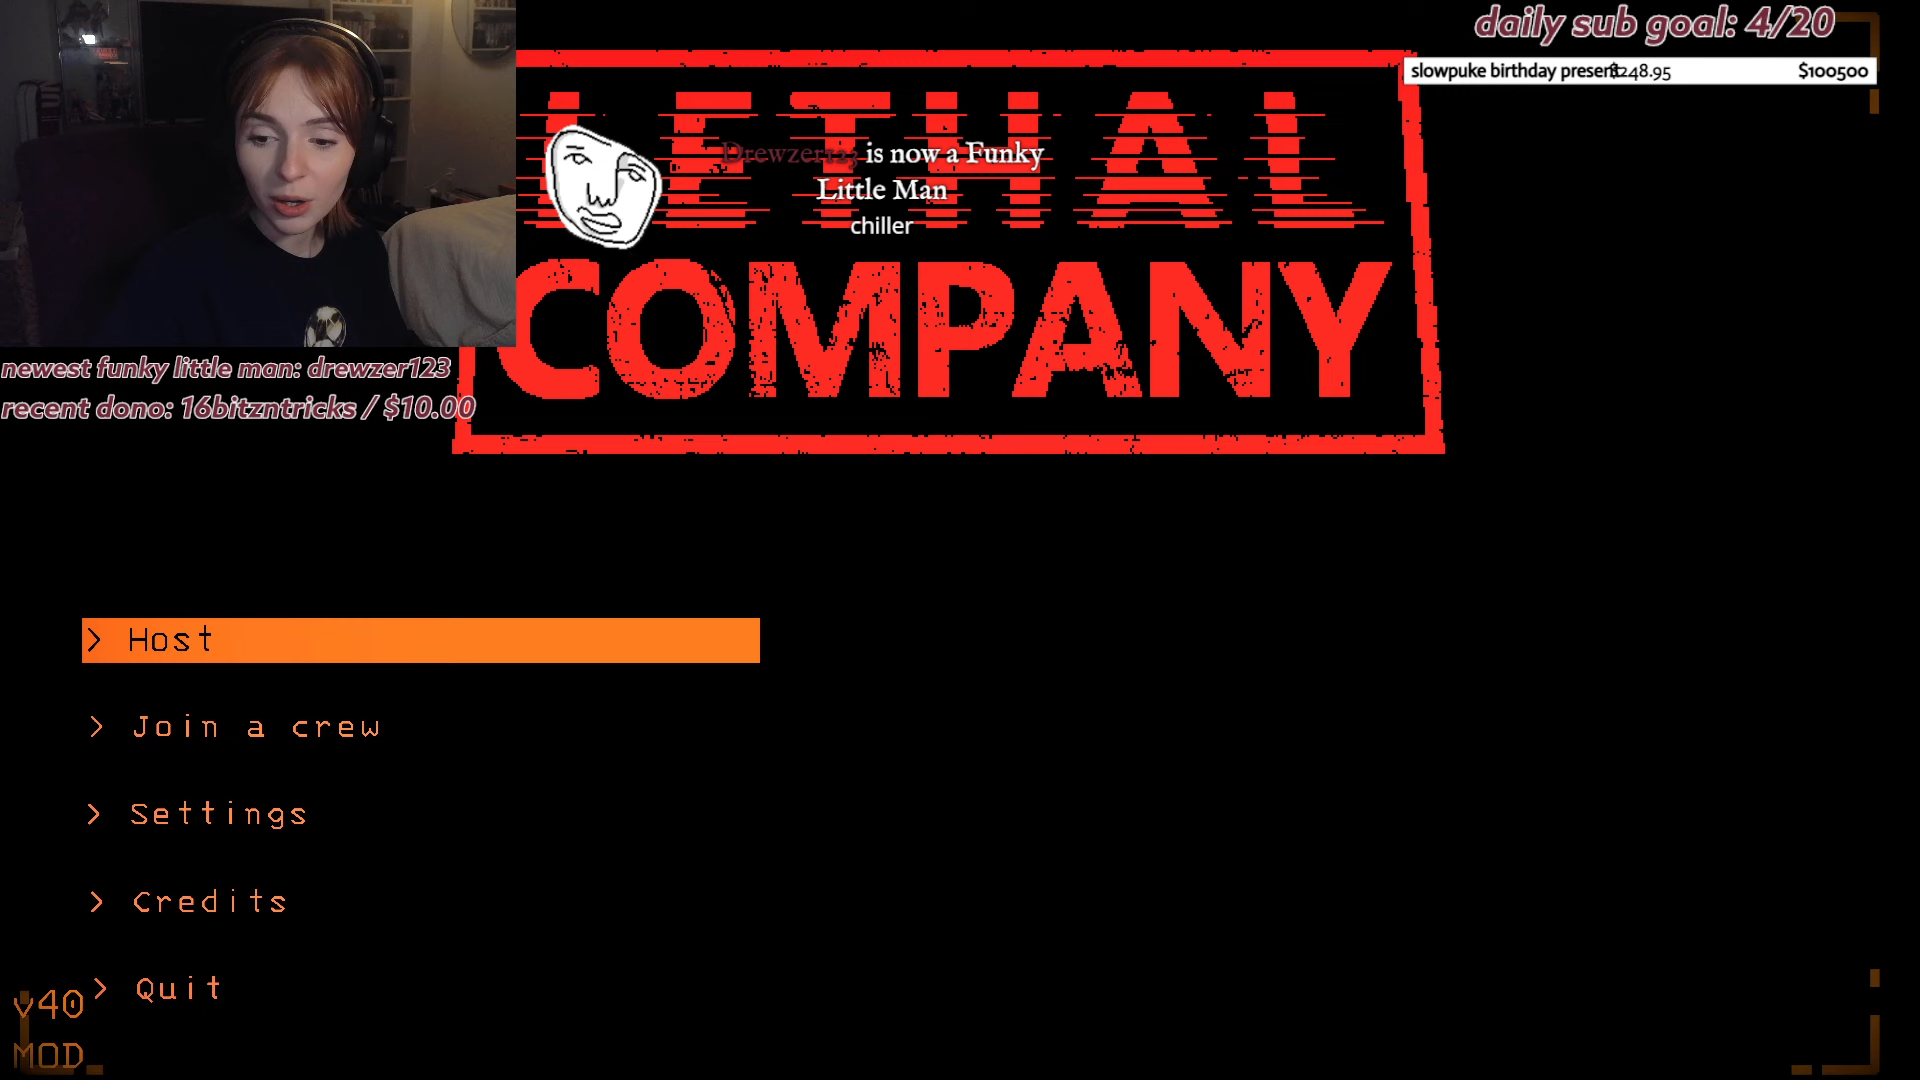 daily sub goal: 4/20
slowpuke birthday present $248.95 $100500
LETHAL
COMPANY
Drewzer123 is now a Funky
Little Man
chiller
newest funky little man: drewzer123
recent dono: 16bitzntricks / $10.00
> Host
> Join a crew
> Settings
> Credits
> Quit
v40
MOD